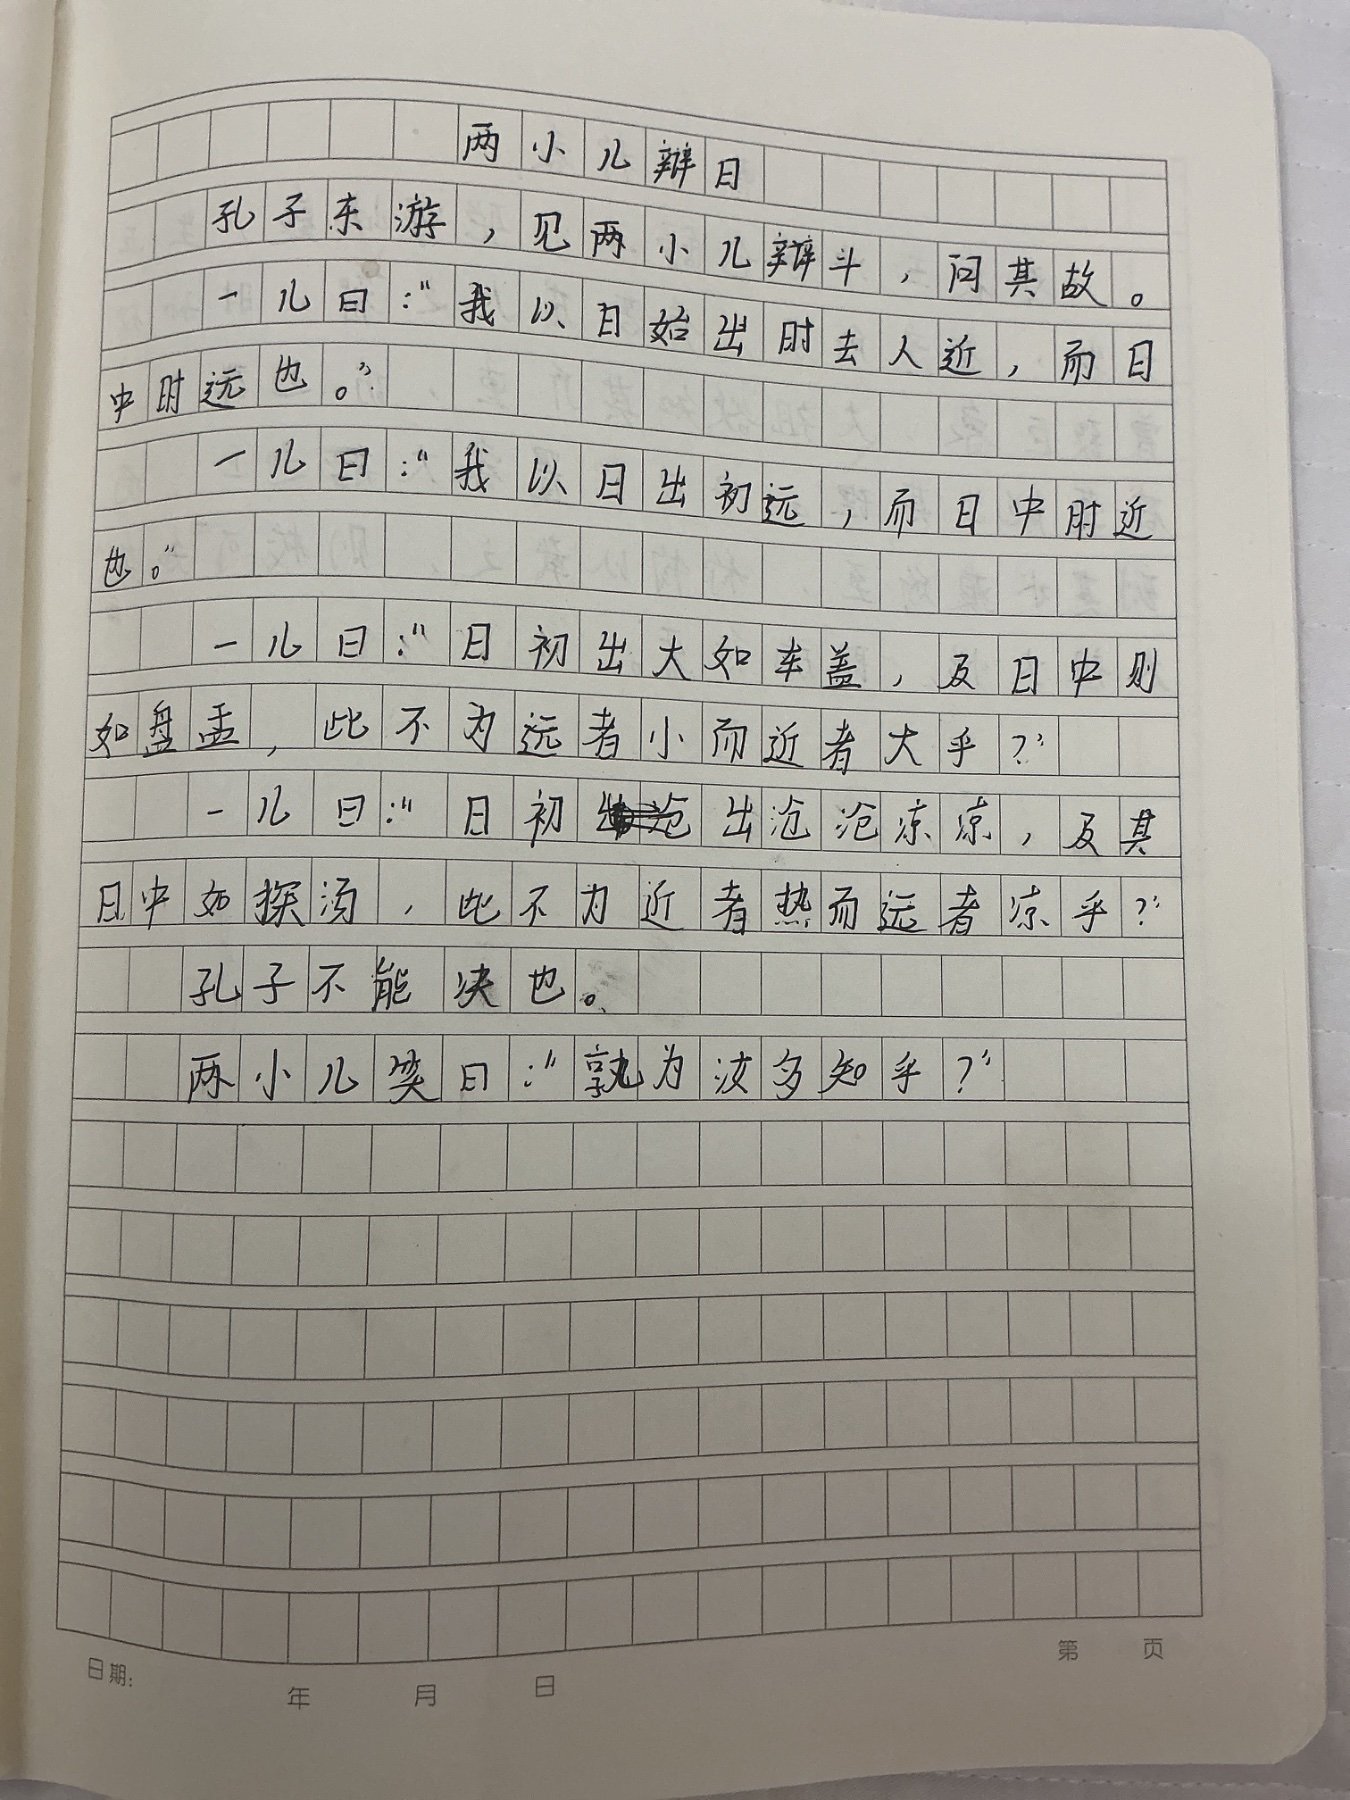 两小儿辩日
孔子东游，见两小儿辩斗，问其故。
一儿曰：“我以日始出时去人近，而日
中时远也。”
一儿曰：“我以日出初远，而日中时近
也。”
一儿曰：“日初出大如车盖，及日中则
如盘盂，此不为远者小而近者大乎？”
一儿曰：“日初出沧沧凉凉，及其
日中如探汤，此不为近者热而远者凉乎？”
孔子不能决也。
两小儿笑曰：“孰为汝多知乎？”
日期： 年 月 日 第 页